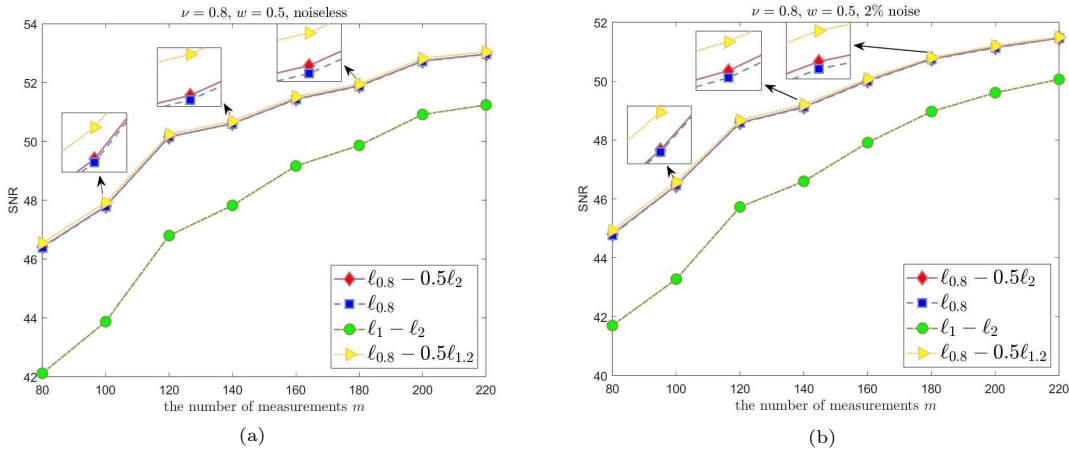 ν = 0.8, w = 0.5, noiseless
54
52
50
48
46
44
42
SNR
80 100 120 140 160 180 200 220
the number of measurements m
ℓ₀.₈ − 0.5ℓ₂
ℓ₀.₈
ℓ₁ − ℓ₂
ℓ₀.₈ − 0.5ℓ₁.₂
(a)
ν = 0.8, w = 0.5, 2% noise
52
50
48
46
44
42
40
SNR
80 100 120 140 160 180 200 220
the number of measurements m
ℓ₀.₈ − 0.5ℓ₂
ℓ₀.₈
ℓ₁ − ℓ₂
ℓ₀.₈ − 0.5ℓ₁.₂
(b)